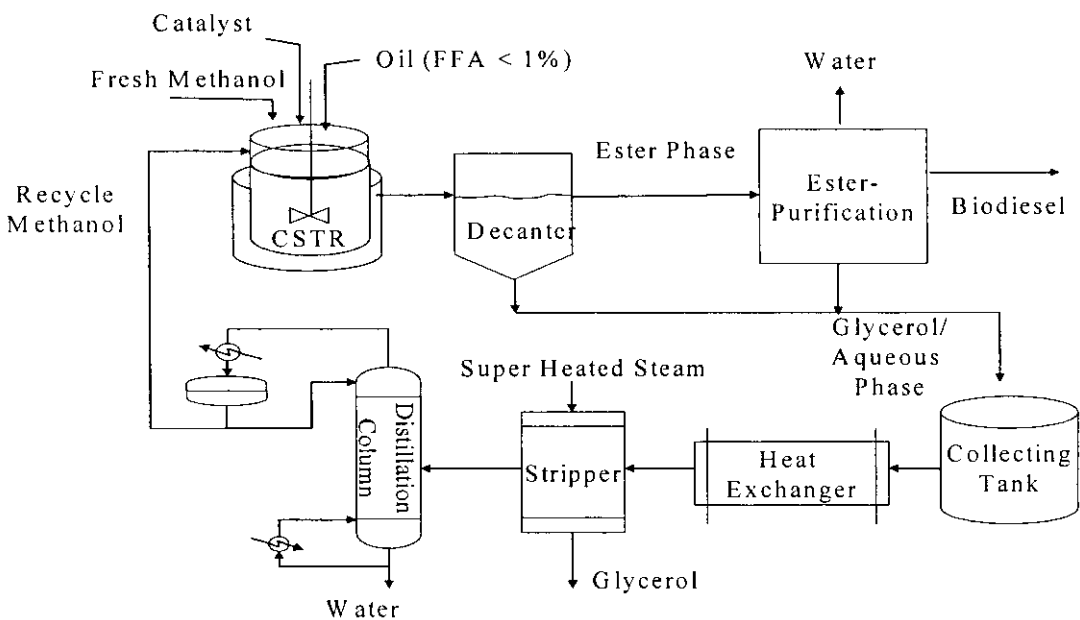 Catalyst
Oil (FFA < 1%)
Fresh Methanol
Water
Ester Phase
Recycle
Methanol
CSTR
Decanter
Ester-
Purification
Biodiesel
Glycerol/
Aqueous
Phase
Super Heated Steam
Distillation
Column
Stripper
Heat
Exchanger
Collecting
Tank
Glycerol
Water